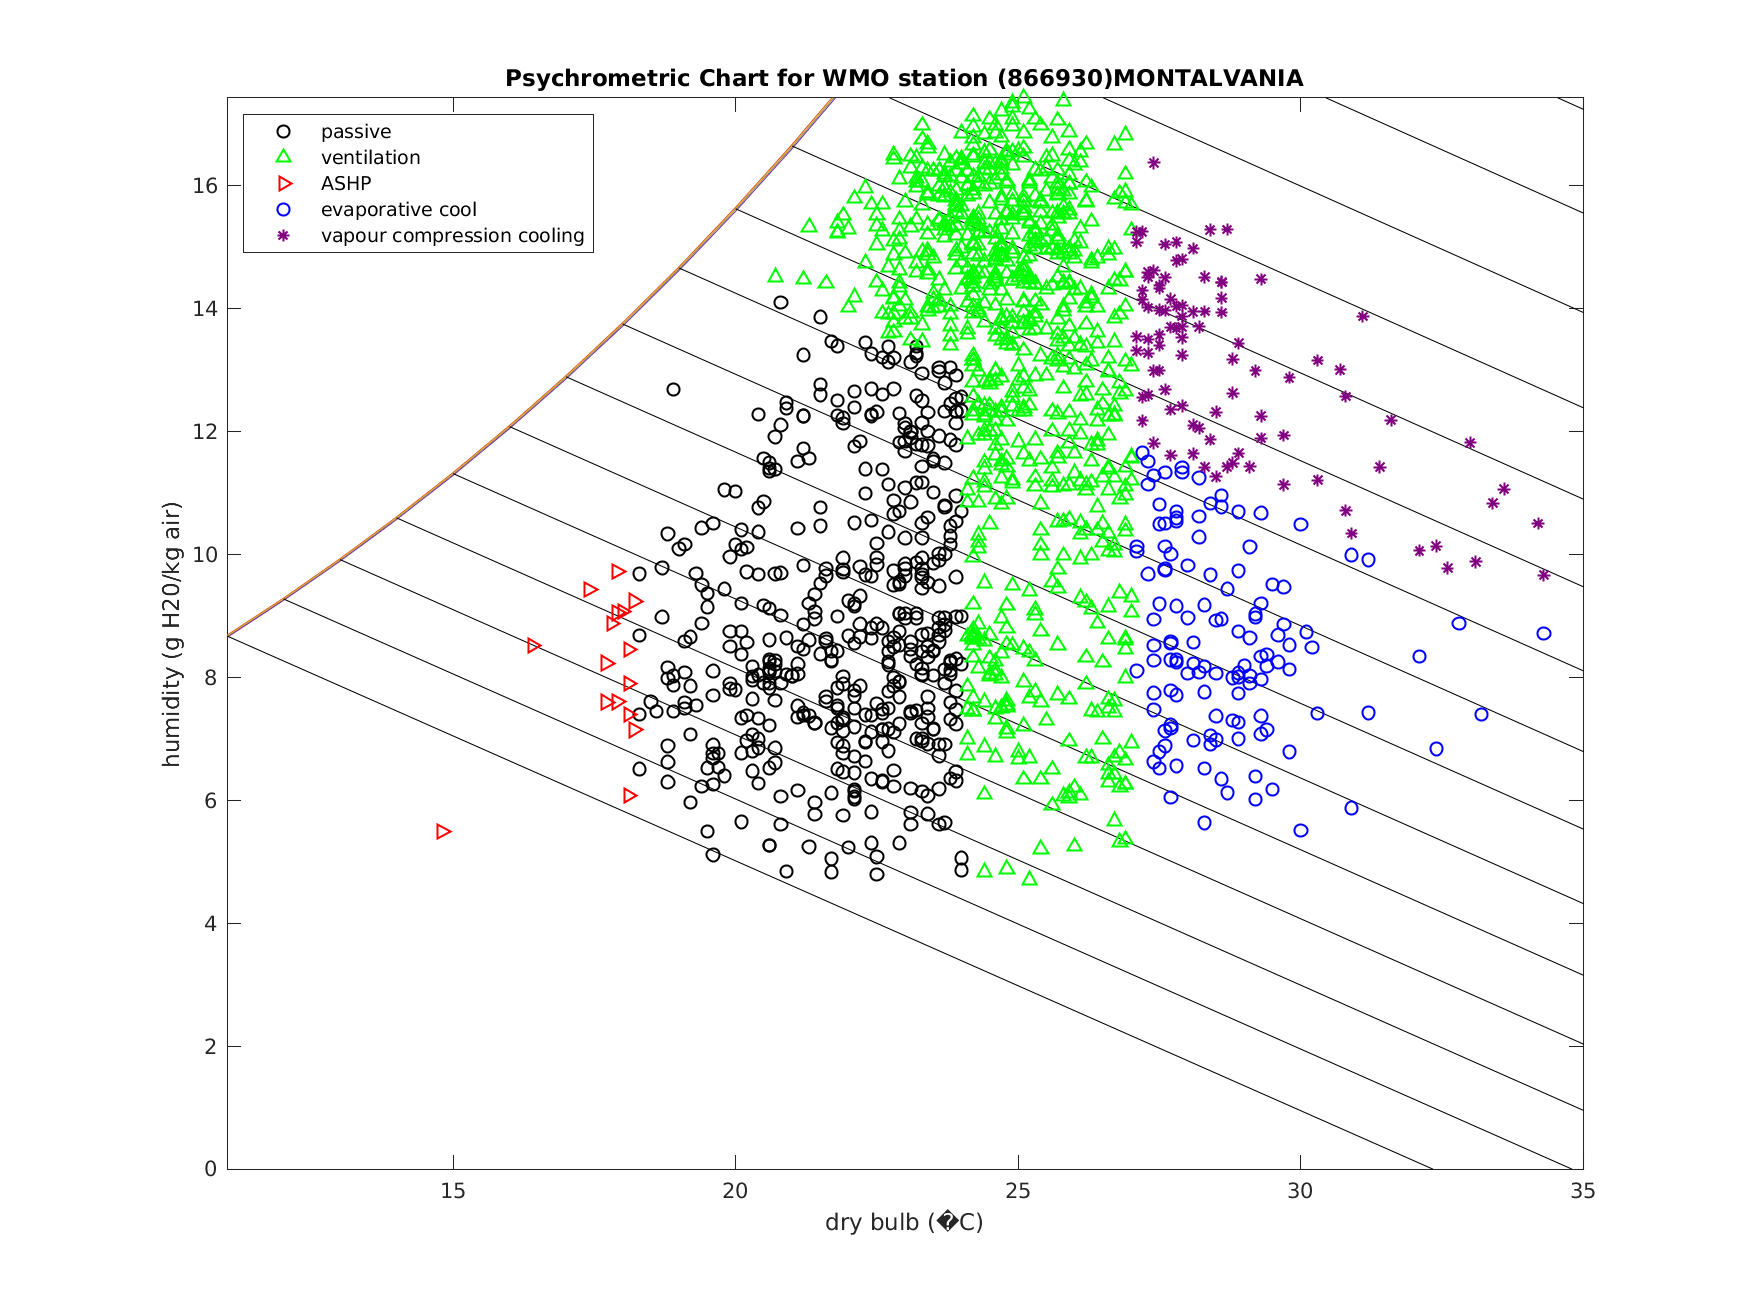 Psychrometric Chart for WMO station (866930)MONTALVANIA
passive
ventilation
ASHP
evaporative cool
vapour compression cooling
humidity (g H20/kg air)
16
14
12
10
8
6
4
2
0
15
20
25
30
35
dry bulb (�C)